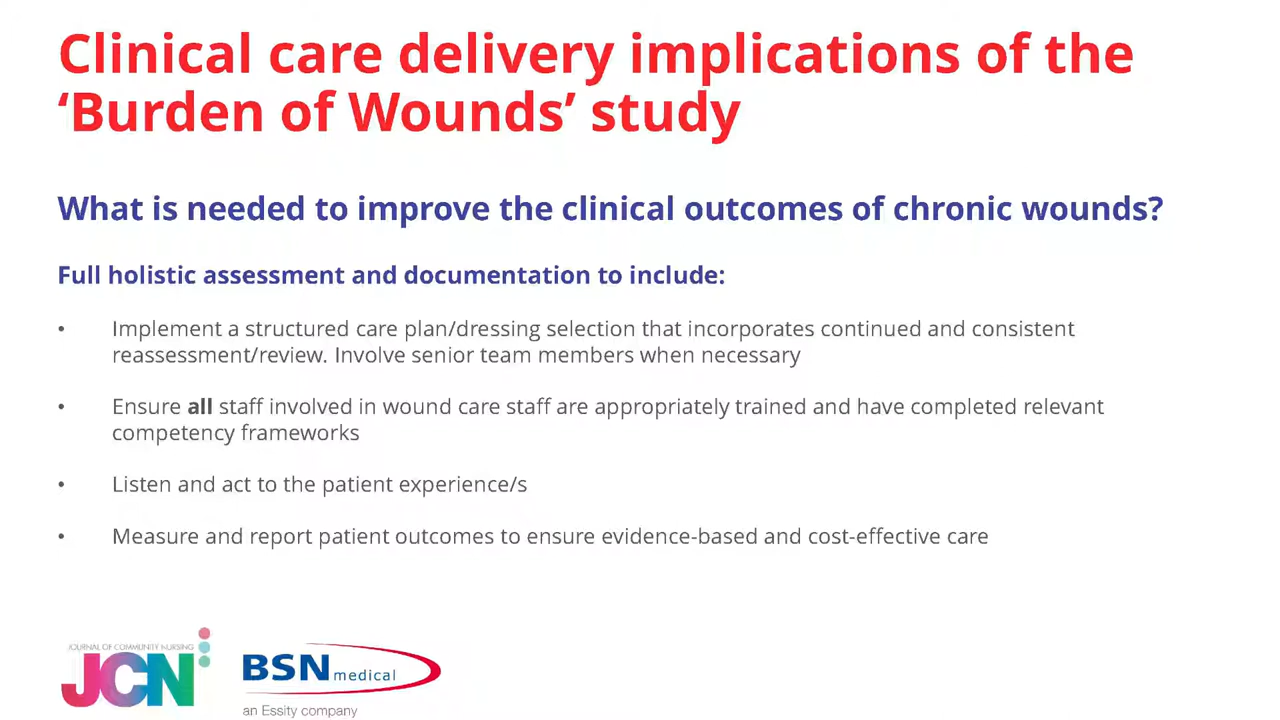 Clinical care delivery implications of the
‘Burden of Wounds’ study
What is needed to improve the clinical outcomes of chronic wounds?
Full holistic assessment and documentation to include:
• Implement a structured care plan/dressing selection that incorporates continued and consistent
reassessment/review. Involve senior team members when necessary
• Ensure all staff involved in wound care staff are appropriately trained and have completed relevant
competency frameworks
• Listen and act to the patient experience/s
• Measure and report patient outcomes to ensure evidence-based and cost-effective care
JOURNAL OF COMMUNITY NURSING
JCN
BSN medical
an Essity company